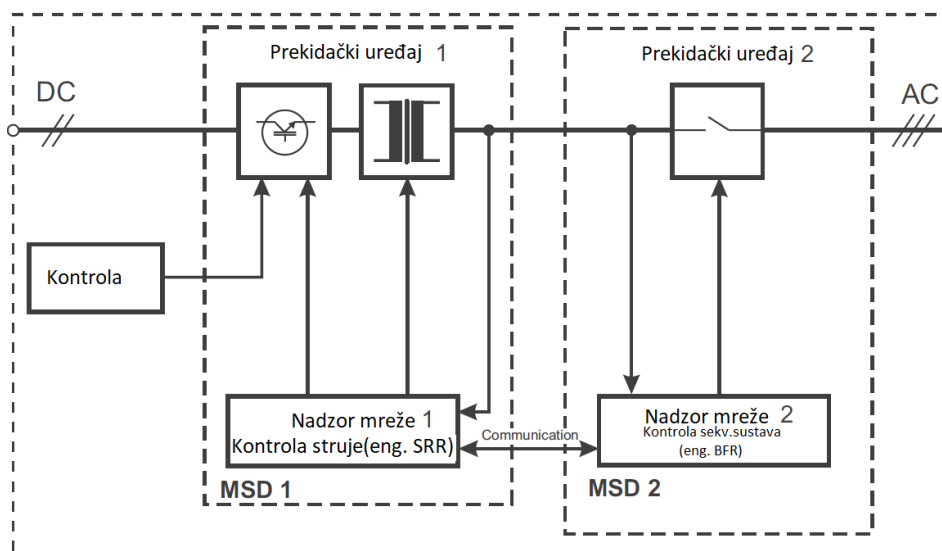 Prekidački uređaj 1
Prekidački uređaj 2
DC
AC
Kontrola
Nadzor mreže 1
Kontrola struje(eng. SRR)
Communication
Nadzor mreže 2
Kontrola sekv.sustava
(eng. BFR)
MSD 1
MSD 2